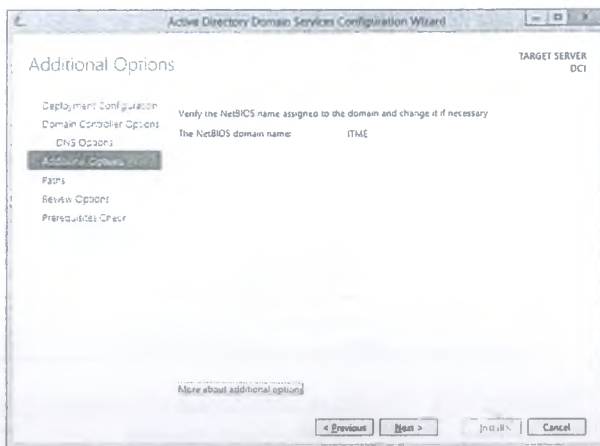 Active Directory Domain Services Configuration Wizard
Additional Options
TARGET SERVER
DC1
Deployment Configuration
Domain Controller Options
DNS Options
Additional Options
Paths
Review Options
Prerequisites Check
Verify the NetBIOS name assigned to the domain and change it if necessary
The NetBIOS domain name: ITME
More about additional options
< Previous
Next >
Install
Cancel